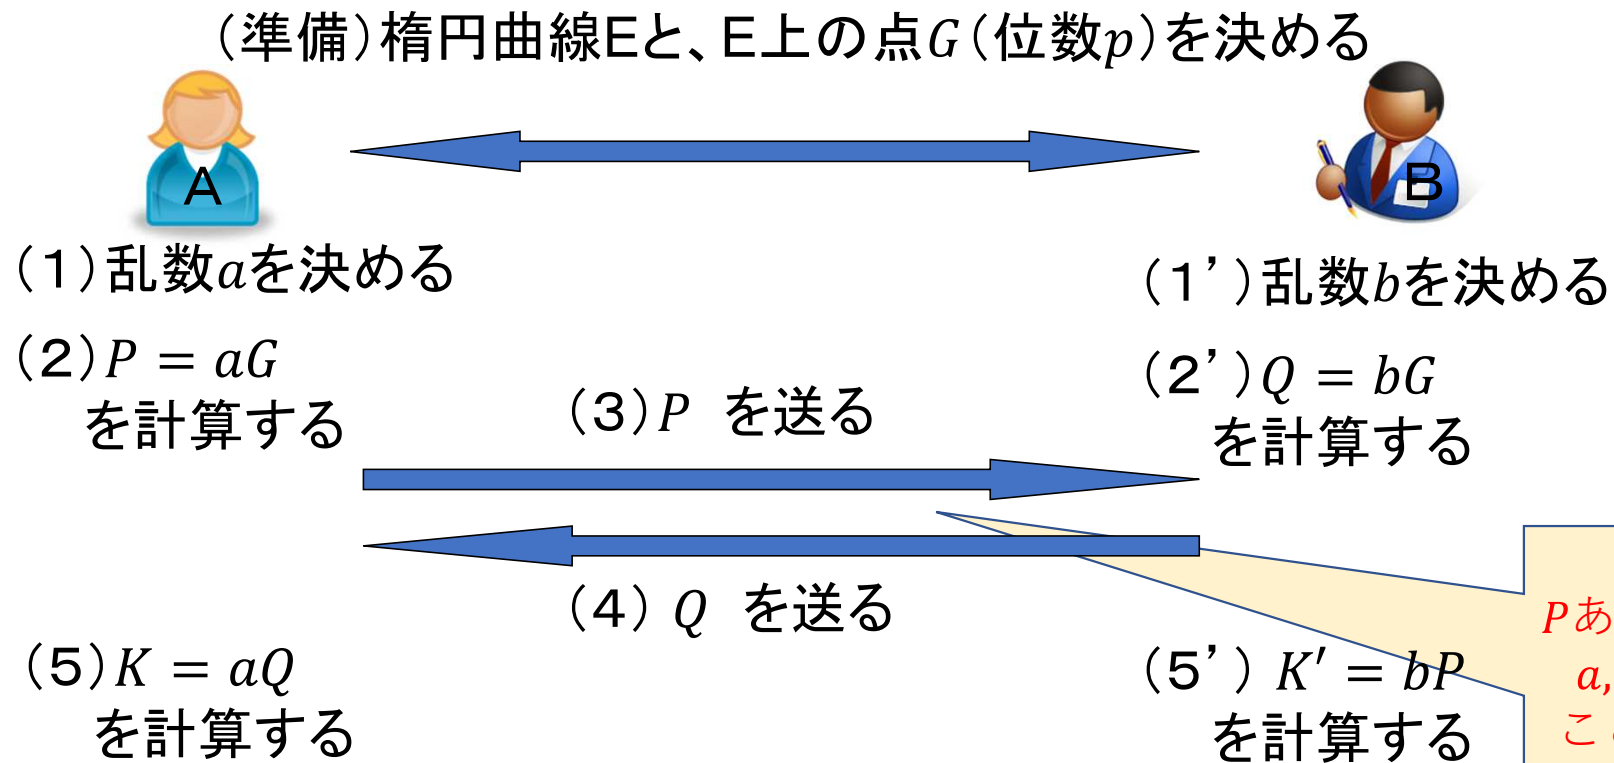 （準備）楕円曲線Eと、E上の点G（位数p）を決める
A
B
（1）乱数aを決める
（1’）乱数bを決める
（2）P = aG
を計算する
（2’）Q = bG
を計算する
（3）P を送る
（4） Q を送る
（5）K = aQ
を計算する
（5’） K′ = bP
を計算する
Pあ
a,
こ